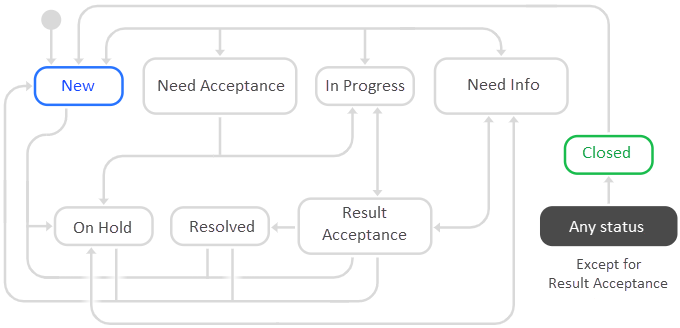 New
Need Acceptance
In Progress
Need Info
Closed
On Hold
Resolved
Result
Acceptance
Any status
Except for
Result Acceptance